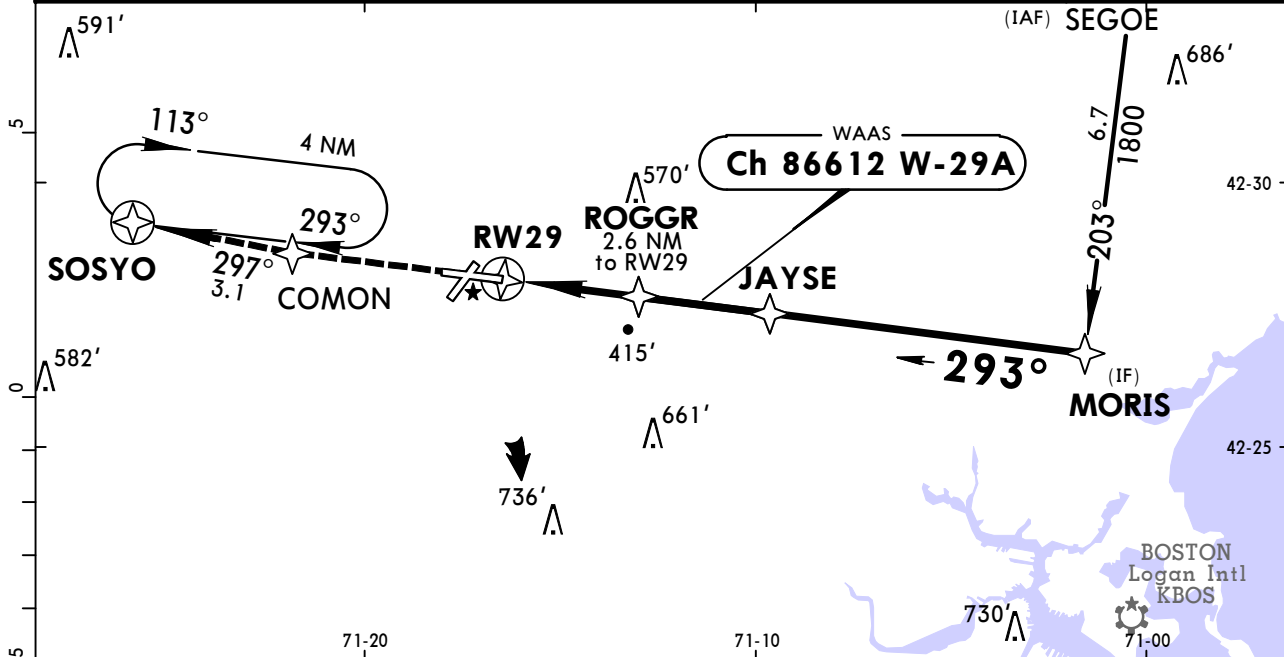 591'
(IAF) SEGOE
686'
113°
4 NM
5
6.7
1800
WAAS
Ch 86612 W-29A
570'
42-30
ROGGR
2.6 NM
to RW29
203°
293°
RW29
SOSYO
297°
3.1
COMON
JAYSE
415'
293°
(IF)
MORIS
582'
0
661'
42-25
736'
BOSTON
Logan Intl
KBOS
730'
5
71-20
71-10
71-00